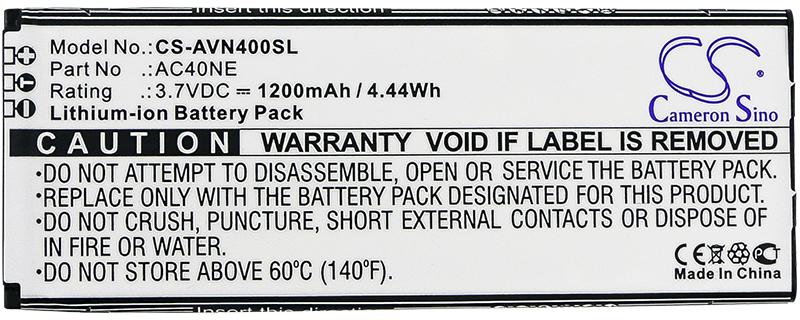 Insert this direction
Model No.: CS-AVN400SL
Part No : AC40NE
Rating : 3.7VDC ⎓ 1200mAh / 4.44Wh
Lithium-ion Battery Pack
CS
Cameron Sino
CAUTION WARRANTY VOID IF LABEL IS REMOVED
•DO NOT ATTEMPT TO DISASSEMBLE, OPEN OR SERVICE THE BATTERY PACK.
•REPLACE ONLY WITH THE BATTERY PACK DESIGNATED FOR THIS PRODUCT.
•DO NOT CRUSH, PUNCTURE, SHORT EXTERNAL CONTACTS OR DISPOSE
IN FIRE OR WATER.
•DO NOT STORE ABOVE 60°C (140°F).
CE
Made in China
Insert this direction